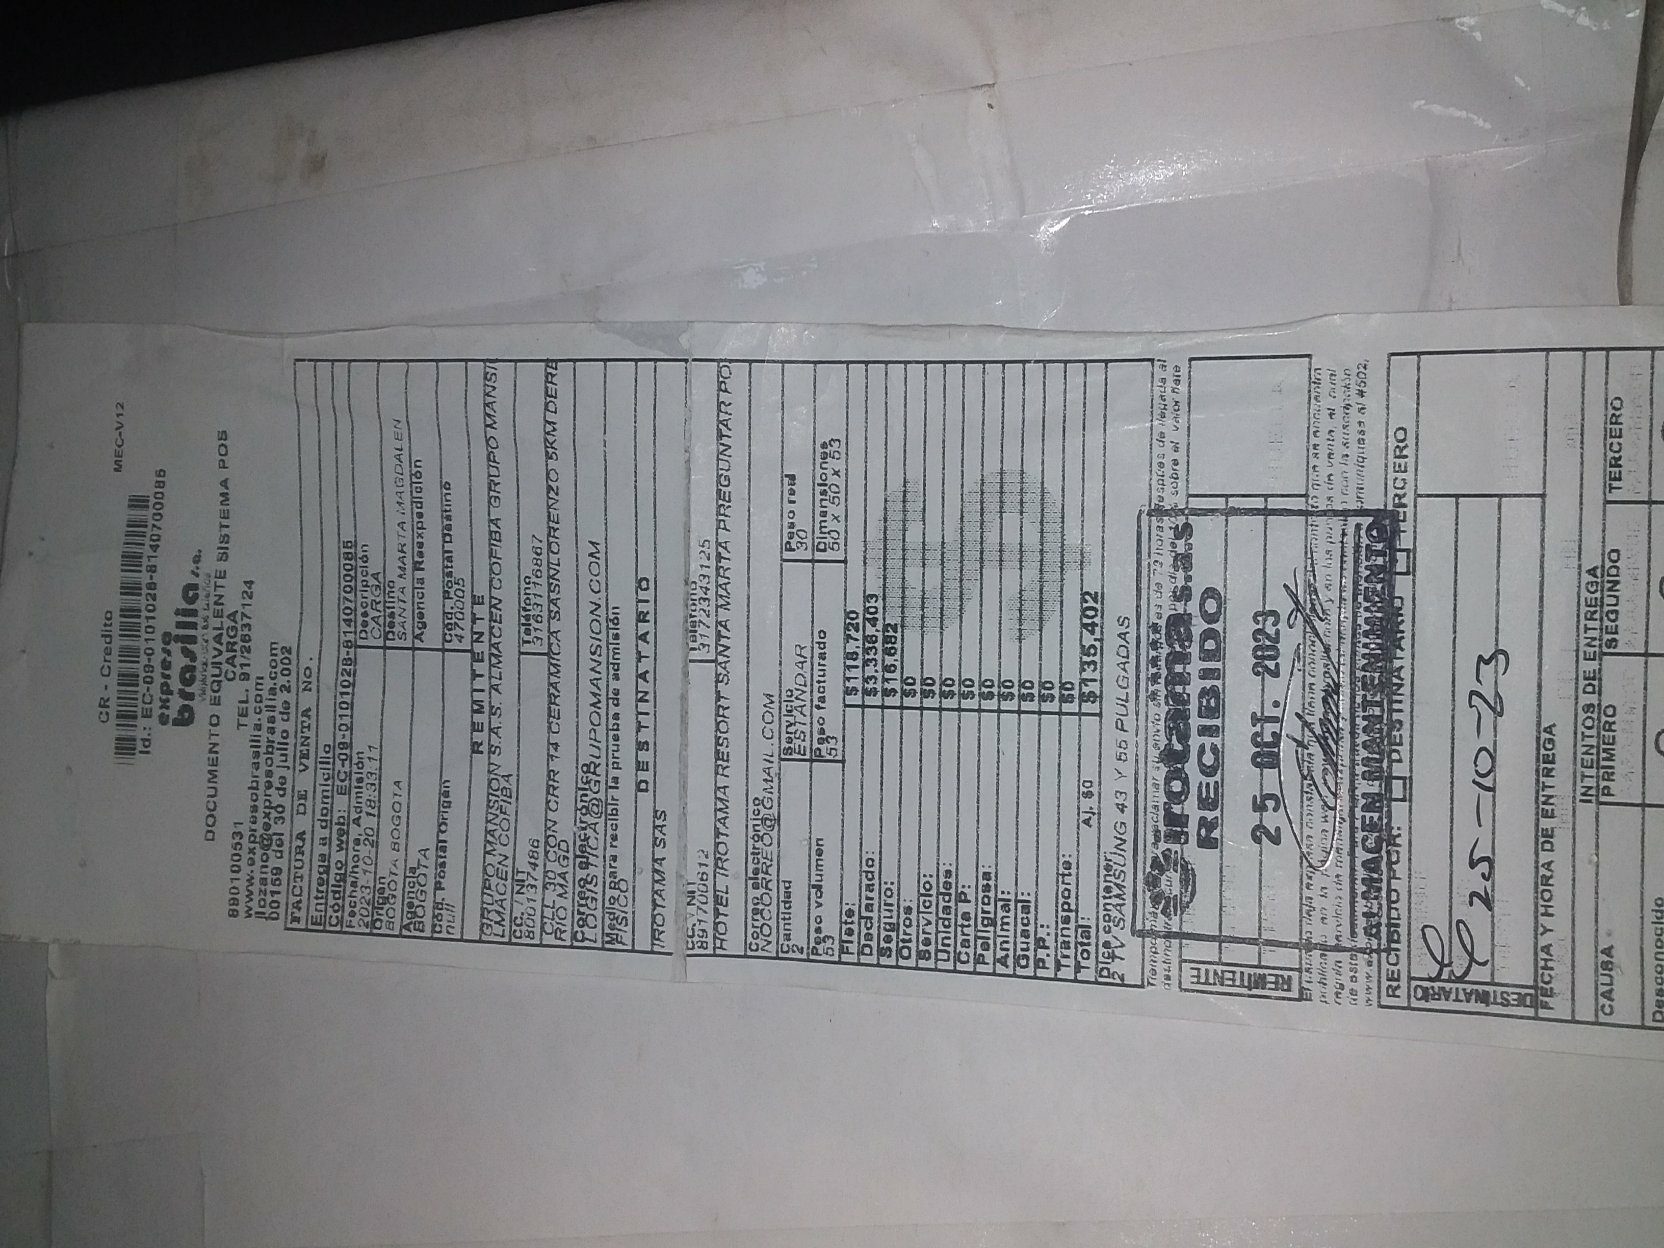 CR - Credito
MEC-V12
Id.: EC-09-0101028-8140700085
expreso
brasilia s.a.
DOCUMENTO EQUIVALENTE SISTEMA POS
CARGA
890100531 TEL. 91/2637124
www.expresobrasilia.com
jlozano@expresobrasilia.com
00159 del 30 de julio de 2.002
FACTURA DE VENTA NO.
Entrega a domicilio
Código web: EC-09-0101028-8140700085
Fecha/hora, Admisión Descripción
2023-10-20 18:33:11 CARGA
Origen Destino
BOGOTA BOGOTA SANTA MARTA MAGDALEN
Agencia Agencia Reexpedición
BOGOTA
Cód. Postal Origen Cód. Postal Destino
null 470005
REMITENTE
GRUPO MANSION S.A.S. ALMACEN COFIBA GRUPO MANSI
LMACEN COFIBA
CC. / NIT Teléfono
800137486 3163116867
CLL 30 CON CRR 14 CERAMICA SASNLORENZO 5KM DERE
RIO MAGD
Correo electrónico
LOGISTICA@GRUPOMANSION.COM
Medio para recibir la prueba de admisión
FISICO
DESTINATARIO
IROTAMA SAS
CC. / NIT Teléfono
891700612 3172343125
HOTEL IROTAMA RESORT SANTA MARTA PREGUNTAR PO
Correo electrónico
NOCORREO@GMAIL.COM
Cantidad Servicio Peso real
2 ESTANDAR 30
Peso volumen Peso facturado Dimensiones
53 53 50 x 50 x 53
Flete: $118,720
Declarado: $3,336,403
Seguro: $16,682
Otros: $0
Servicio: $0
Unidades: $0
Carta P: $0
Peligrosa: $0
Animal: $0
Guacal: $0
P.P.: $0
Transporte: $0
Total: Aj. $0 $135,402
Dice contener:
2 TV SAMSUNG 43 Y 55 PULGADAS
irotama s.a.s
RECIBIDO
25 OCT. 2023
ALMACEN MANTENIMIENTO
REMITENTE
RECIBIDO POR: DESTINATARIO TERCERO
DESTINATARIO
25-10-23
FECHA Y HORA DE ENTREGA
INTENTOS DE ENTREGA
CAUSA PRIMERO SEGUNDO TERCERO
Desconocido